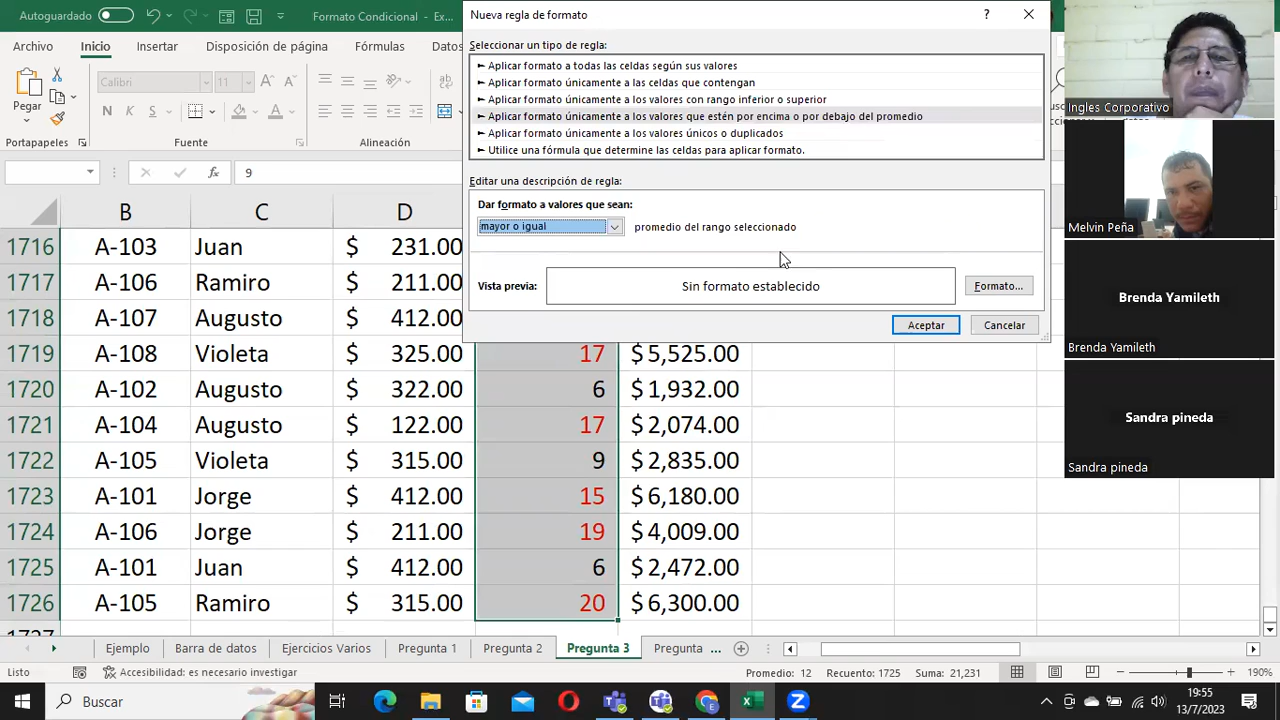 Autoguardado
Formato Condicional - Ex...
Nueva regla de formato
?
Archivo
Inicio
Insertar
Disposición de página
Fórmulas
Datos
Seleccionar un tipo de regla:
► Aplicar formato a todas las celdas según sus valores
► Aplicar formato únicamente a las celdas que contengan
► Aplicar formato únicamente a los valores con rango inferior o superior
► Aplicar formato únicamente a los valores que estén por encima o por debajo del promedio
► Aplicar formato únicamente a los valores únicos o duplicados
► Utilice una fórmula que determine las celdas para aplicar formato.
Editar una descripción de regla:
Dar formato a valores que sean:
mayor o igual
promedio del rango seleccionado
Vista previa:
Sin formato establecido
Formato...
Aceptar
Cancelar
Pegar
Calibri
11
N K S
Portapapeles
Fuente
Alineación
fx
9
B C D
1716 A-103 Juan $ 231.00
1717 A-106 Ramiro $ 211.00
1718 A-107 Augusto $ 412.00
1719 A-108 Violeta $ 325.00 17 $ 5,525.00
1720 A-102 Augusto $ 322.00 6 $ 1,932.00
1721 A-104 Augusto $ 122.00 17 $ 2,074.00
1722 A-105 Violeta $ 315.00 9 $ 2,835.00
1723 A-101 Jorge $ 412.00 15 $ 6,180.00
1724 A-106 Jorge $ 211.00 19 $ 4,009.00
1725 A-101 Juan $ 412.00 6 $ 2,472.00
1726 A-105 Ramiro $ 315.00 20 $ 6,300.00
1727
Ejemplo
Barra de datos
Ejercicios Varios
Pregunta 1
Pregunta 2
Pregunta 3
Pregunta ...
Listo
Accesibilidad: es necesario investigar
Promedio: 12
Recuento: 1725
Suma: 21,231
190%
Buscar
19:55
13/7/2023
Ingles Corporativo
Melvin Peña
Brenda Yamileth
Brenda Yamileth
Sandra pineda
Sandra pineda